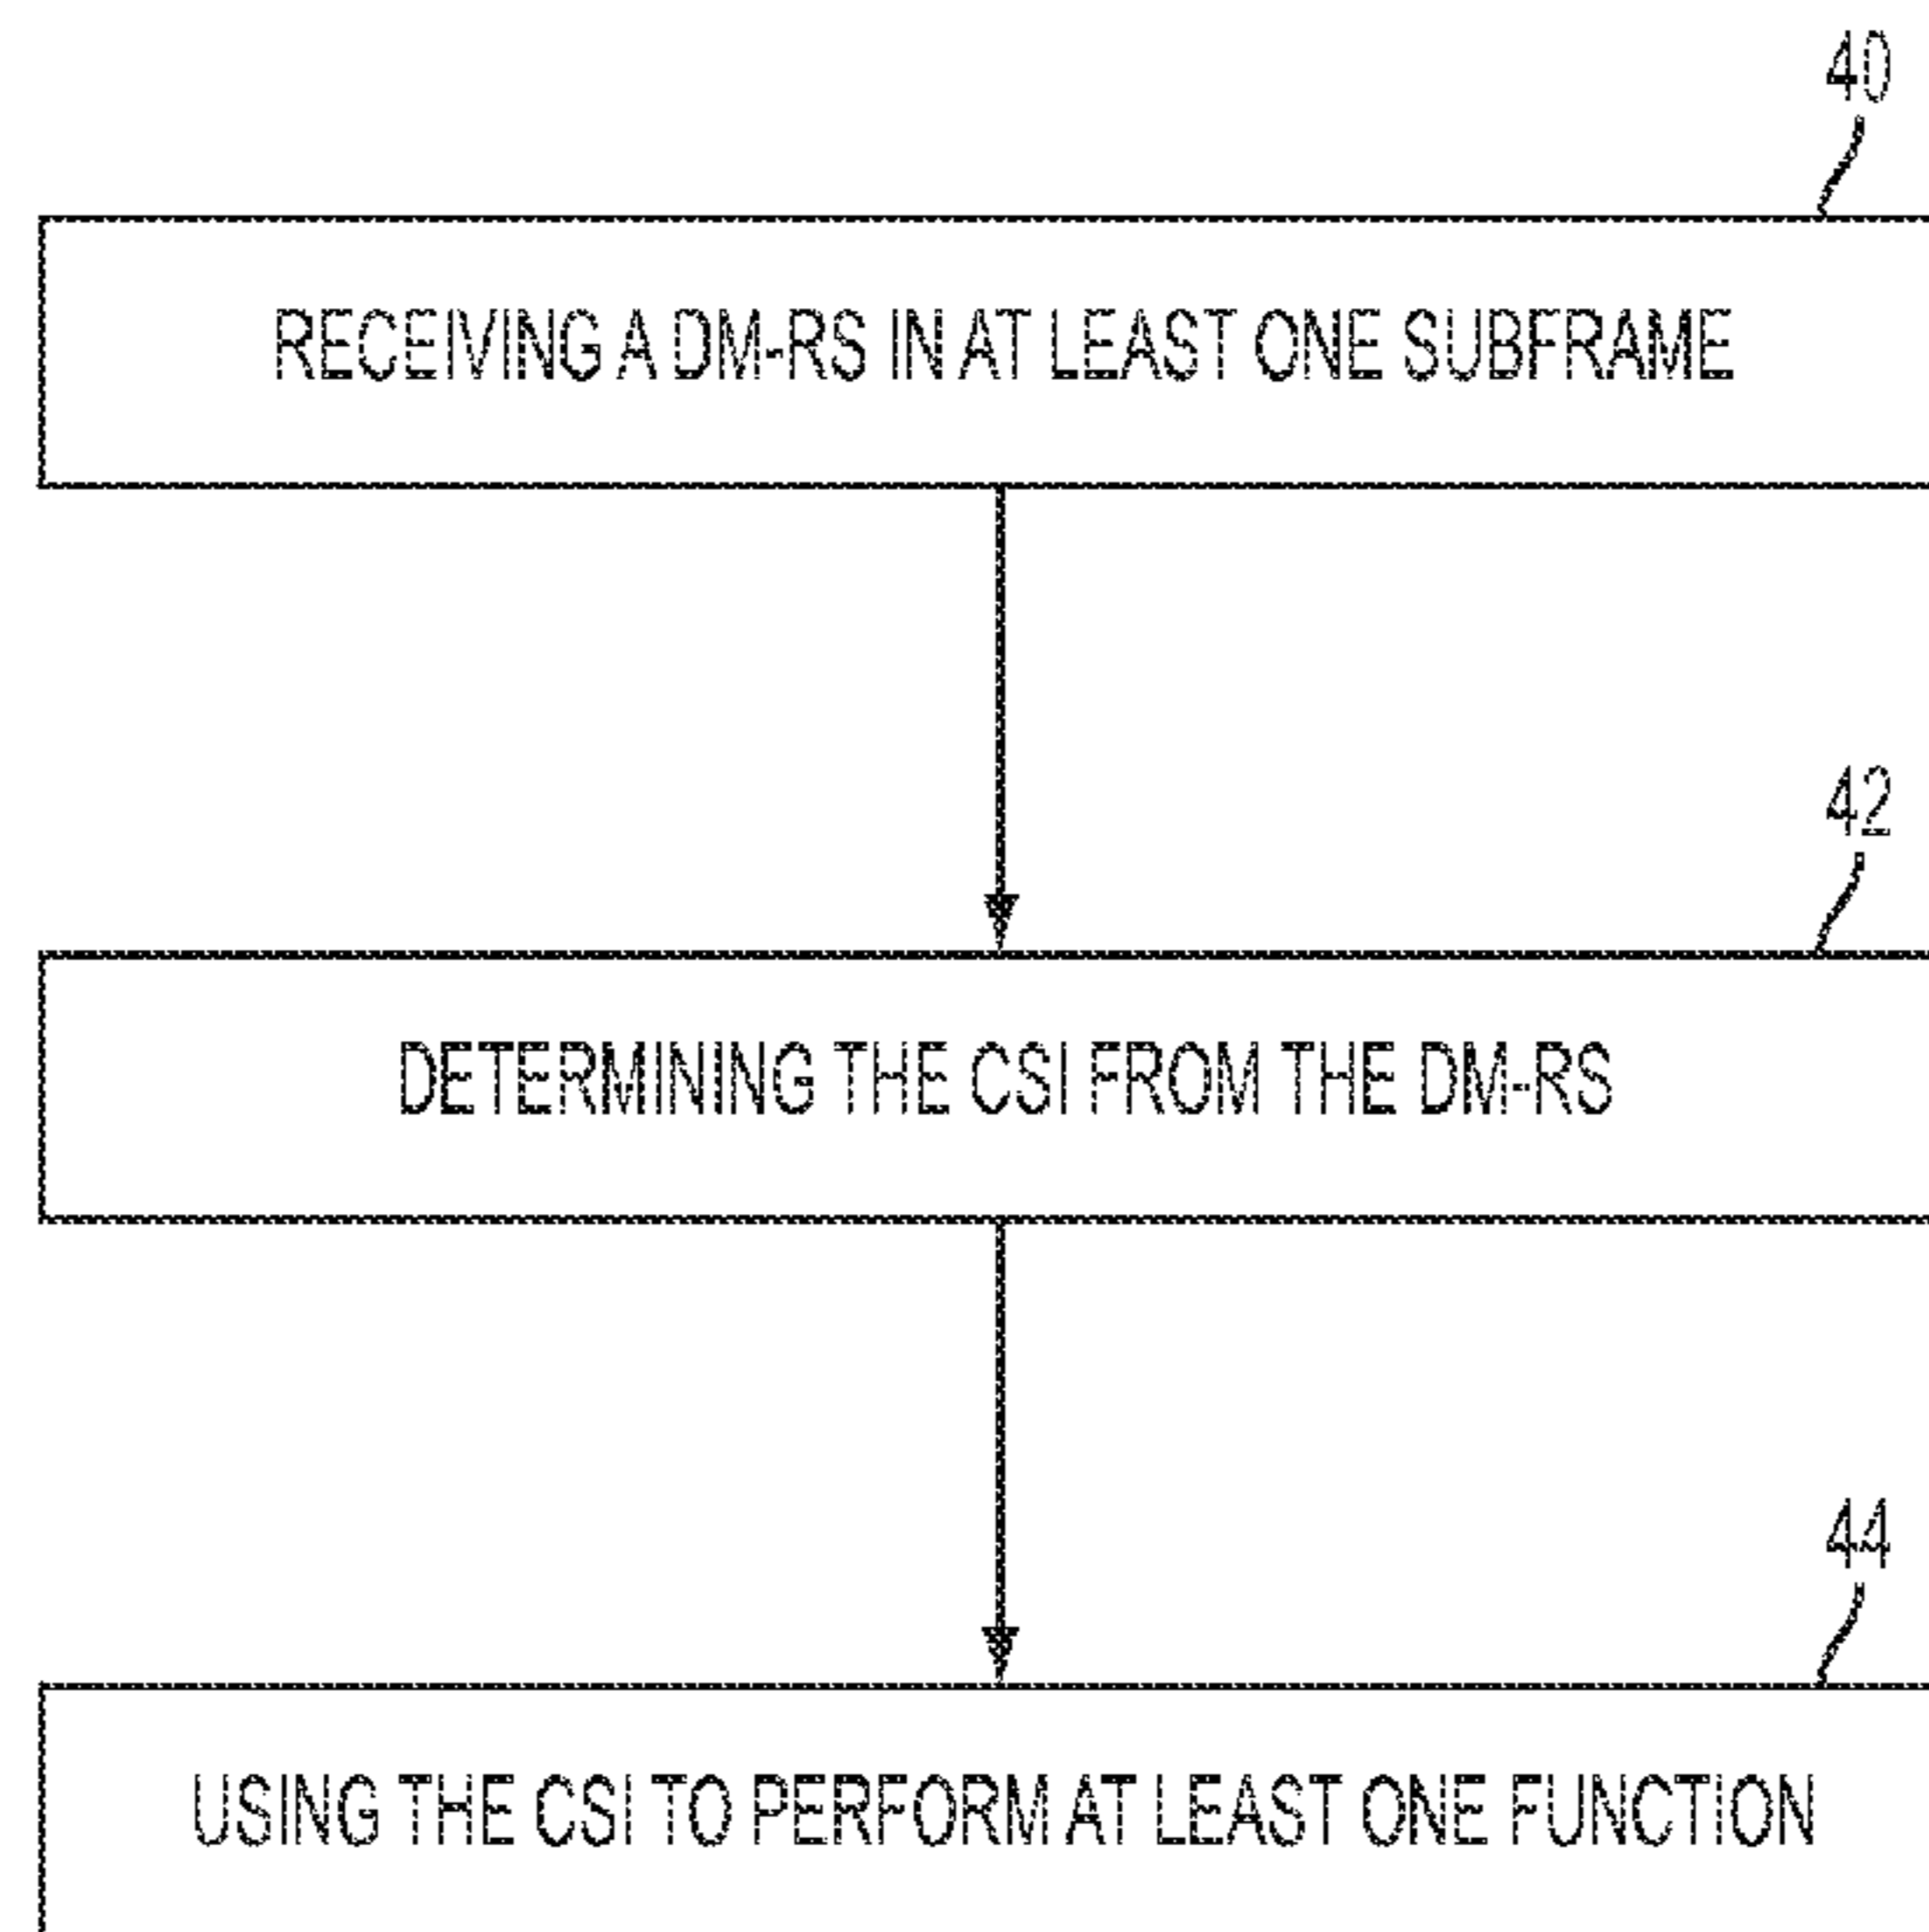 40
RECEIVING A DM-RS IN AT LEAST ONE SUBFRAME
42
DETERMINING THE CSI FROM THE DM-RS
44
USING THE CSI TO PERFORM AT LEAST ONE FUNCTION